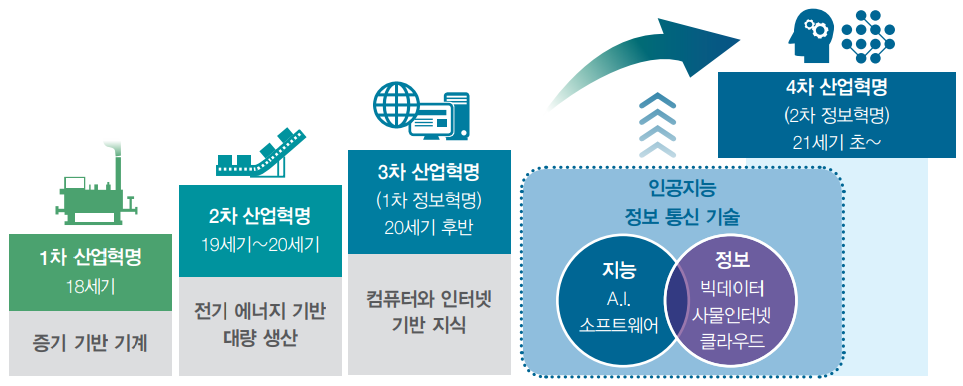 1차 산업혁명
18세기
증기 기반 기계
2차 산업혁명
19세기~20세기
전기 에너지 기반
대량 생산
3차 산업혁명
(1차 정보혁명)
20세기 후반
컴퓨터와 인터넷
기반 지식
인공지능
정보 통신 기술
지능
A.I.
소프트웨어
정보
빅데이터
사물인터넷
클라우드
4차 산업혁명
(2차 정보혁명)
21세기 초~